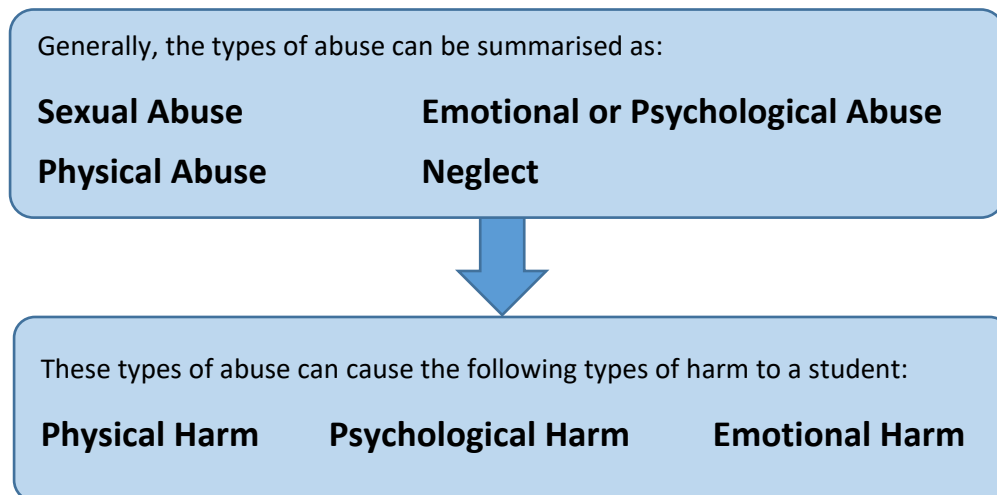 Generally, the types of abuse can be summarised as:
Sexual Abuse Emotional or Psychological Abuse
Physical Abuse Neglect
These types of abuse can cause the following types of harm to a student:
Physical Harm Psychological Harm Emotional Harm